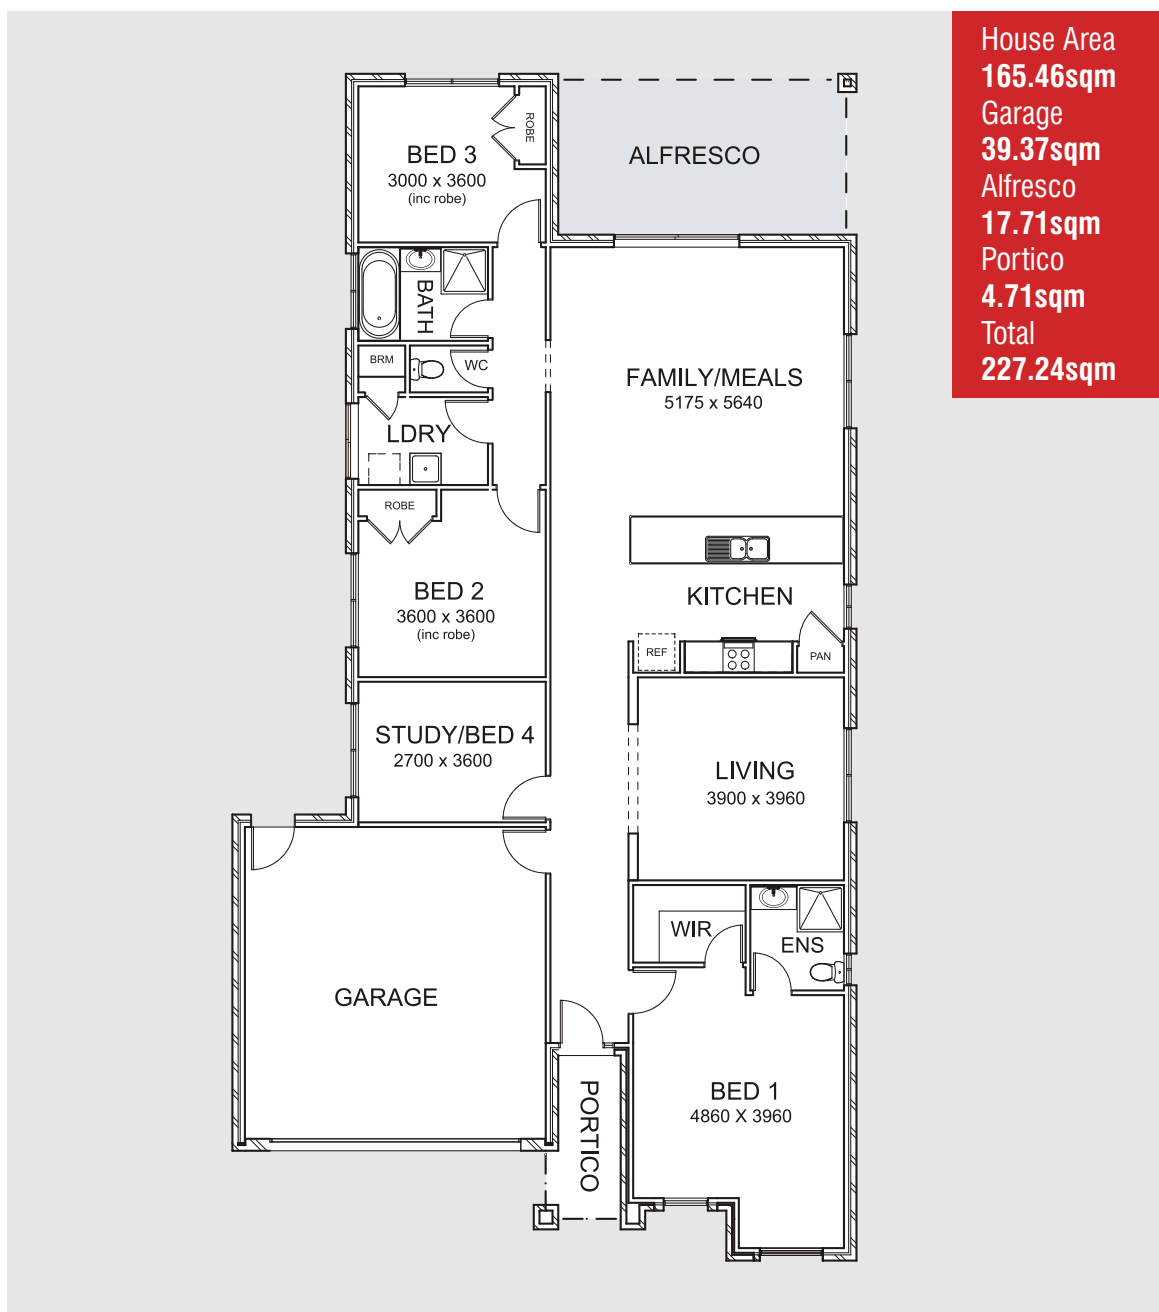 House Area
165.46sqm
Garage
39.37sqm
Alfresco
17.71sqm
Portico
4.71sqm
Total
227.24sqm
ROBE
BED 3
3000 x 3600
(inc robe)
ALFRESCO
BATH
BRM
WC
FAMILY/MEALS
5175 x 5640
LDRY
ROBE
BED 2
3600 x 3600
(inc robe)
KITCHEN
REF
PAN
STUDY/BED 4
2700 x 3600
LIVING
3900 x 3960
WIR
ENS
GARAGE
PORTICO
BED 1
4860 X 3960